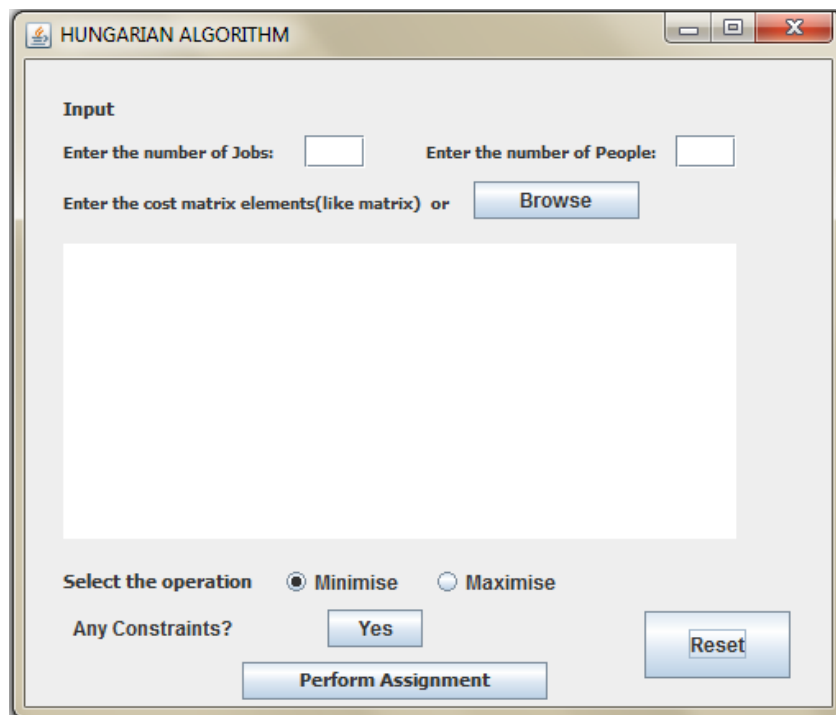 HUNGARIAN ALGORITHM
Input
Enter the number of Jobs: Enter the number of People:
Enter the cost matrix elements(like matrix) or Browse
Select the operation Minimise Maximise
Any Constraints? Yes
Reset
Perform Assignment